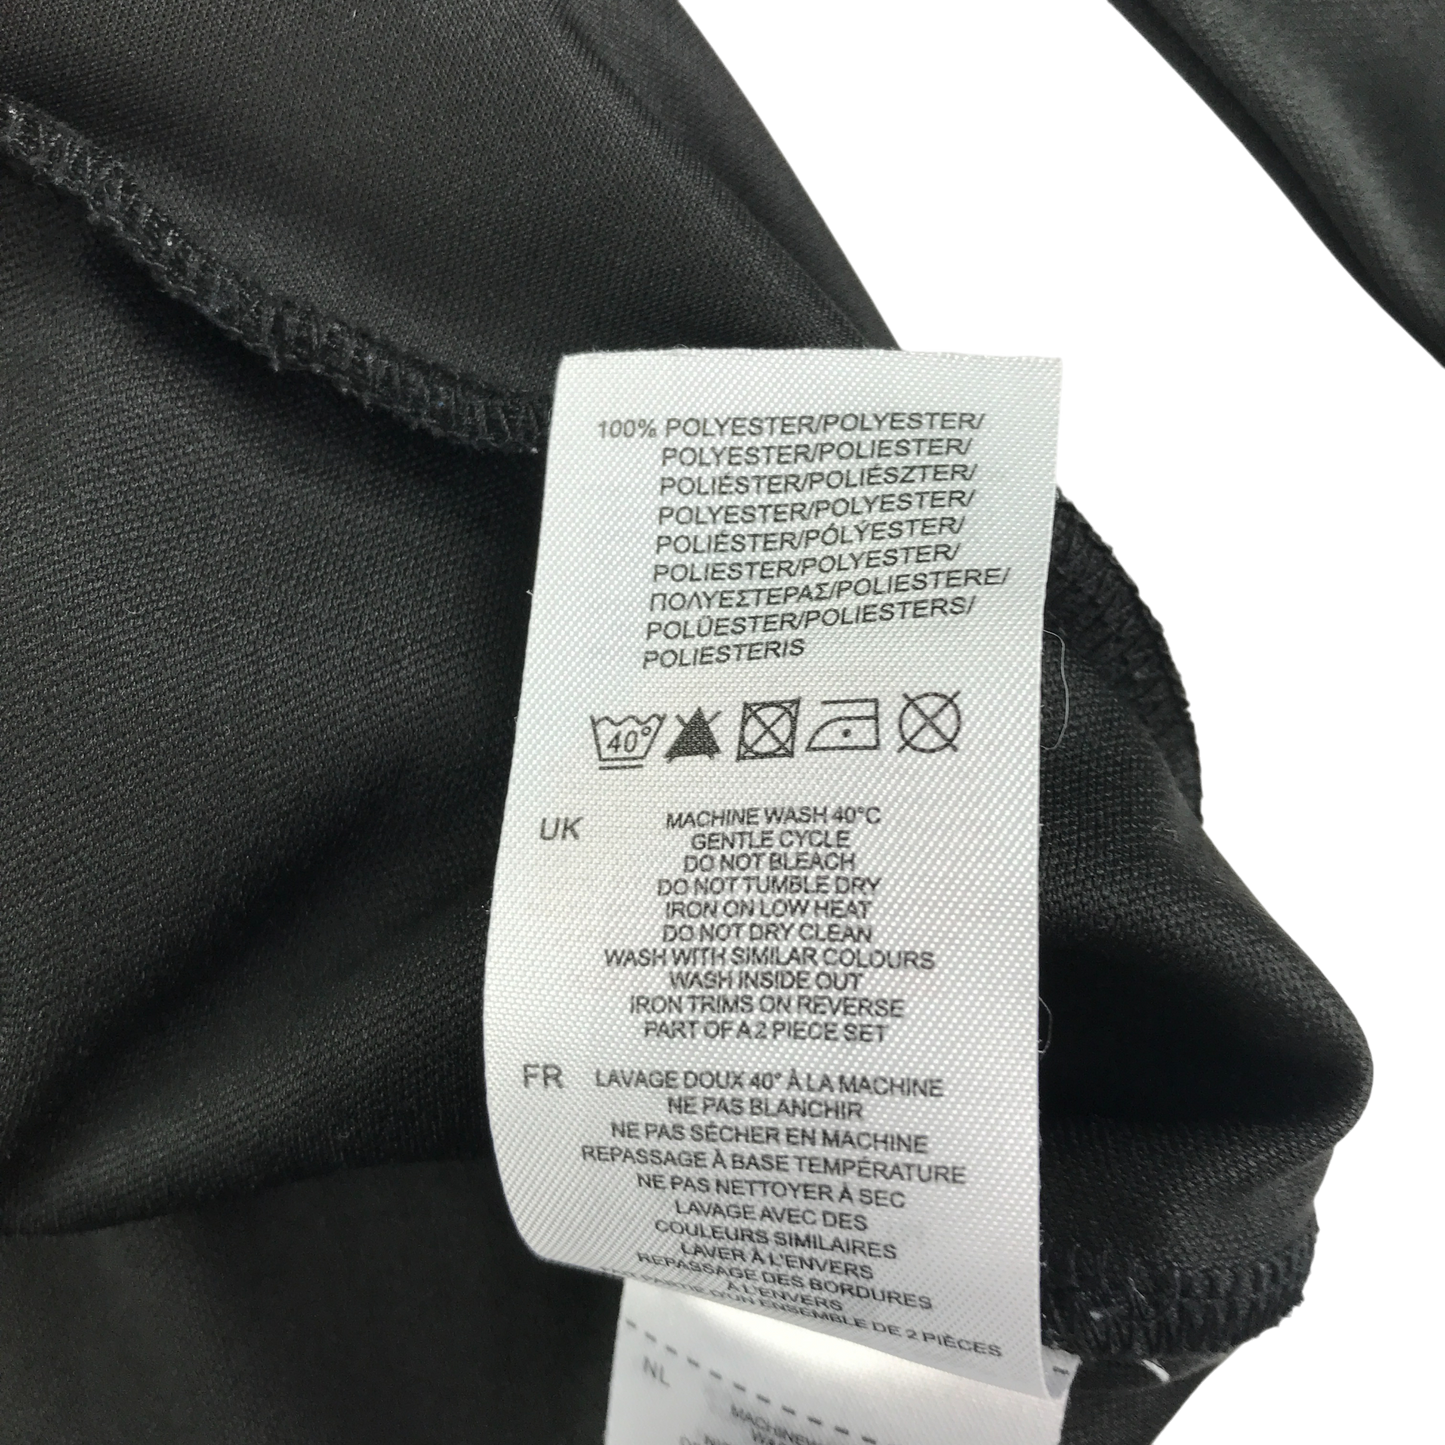 100% POLYESTER/POLYESTER/
POLYESTER/POLIESTER/
POLIÉSTER/POLIÉSZTER/
POLYESTER/POLYESTER/
POLIÉSTER/PÓLÝESTER/
POLIESTER/POLYESTER/
ΠΟΛΥΕΣΤΕΡΑΣ/POLIESTERE/
POLÜESTER/POLIESTERS/
POLIESTERIS
40°
UK
MACHINE WASH 40°C
GENTLE CYCLE
DO NOT BLEACH
DO NOT TUMBLE DRY
IRON ON LOW HEAT
DO NOT DRY CLEAN
WASH WITH SIMILAR COLOURS
WASH INSIDE OUT
IRON TRIMS ON REVERSE
PART OF A 2 PIECE SET
FR
LAVAGE DOUX 40° À LA MACHINE
NE PAS BLANCHIR
NE PAS SÉCHER EN MACHINE
REPASSAGE À BASE TEMPÉRATURE
NE PAS NETTOYER À SEC
LAVAGE AVEC DES
COULEURS SIMILAIRES
LAVER À L'ENVERS
REPASSAGE DES BORDURES
À L'ENVERS
PARTIE D'UN ENSEMBLE DE 2 PIÈCES
NL